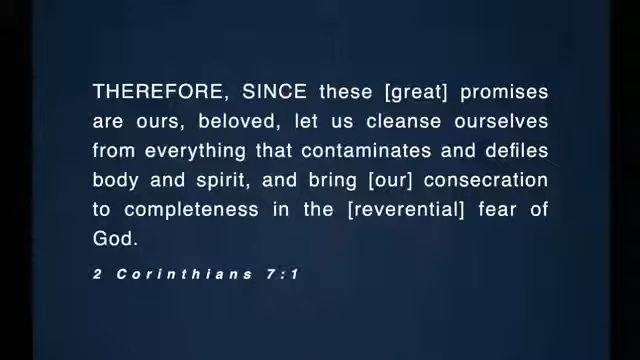 THEREFORE, SINCE these [great] promises
are ours, beloved, let us cleanse ourselves
from everything that contaminates and defiles
body and spirit, and bring [our] consecration
to completeness in the [reverential] fear of
God.
2 Corinthians 7:1